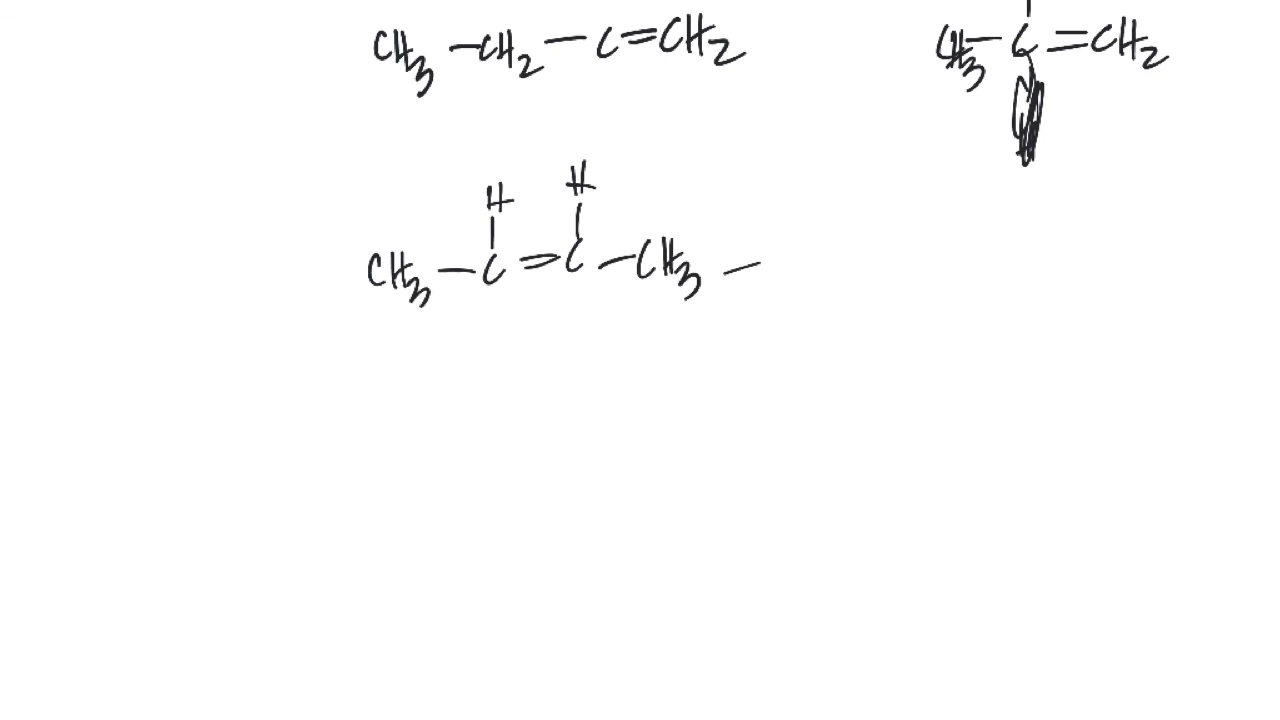 CH3 — CH2 — C = CH2
CH3 — C = CH2
H H
CH3 — C = C — CH3 —